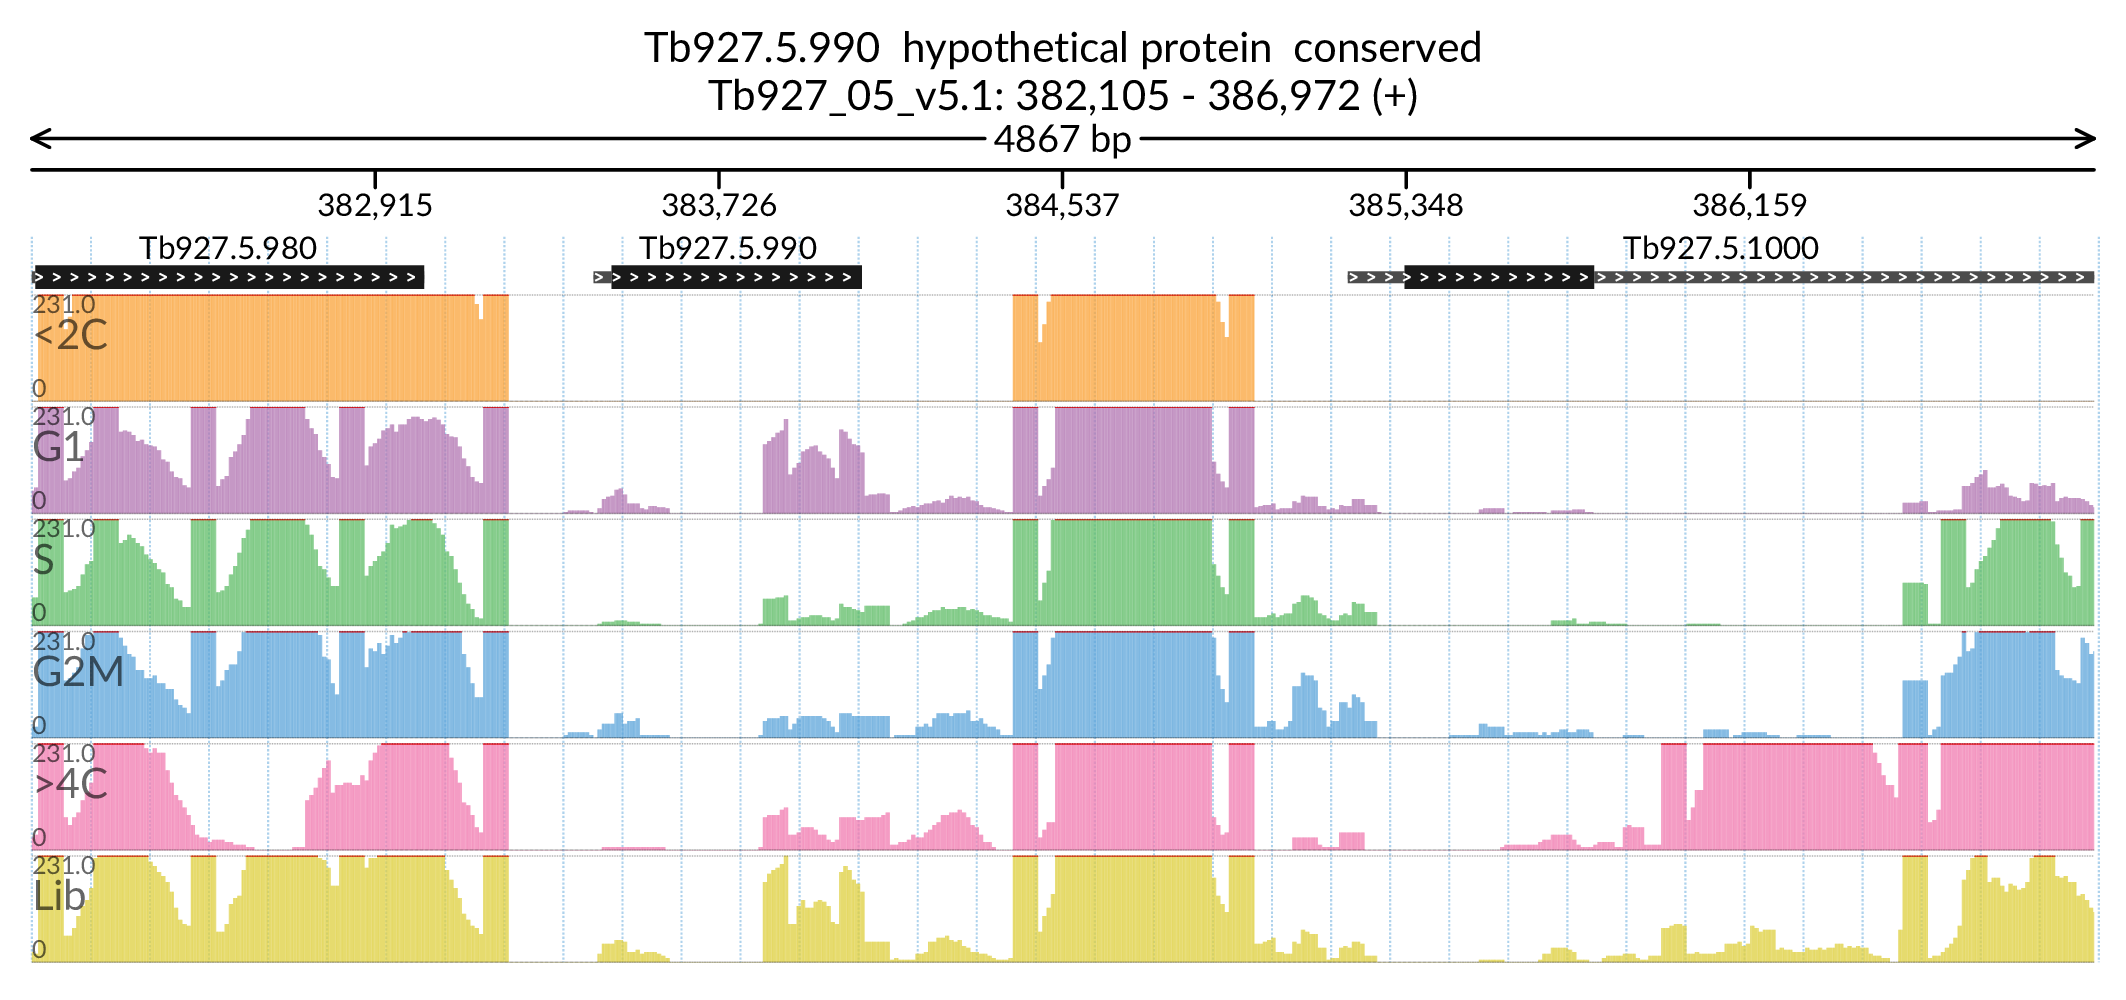 Tb927.5.990  hypothetical protein  conserved
Tb927_05_v5.1: 382,105 - 386,972 (+)
4867 bp
382,915 383,726 384,537 385,348 386,159
Tb927.5.980 Tb927.5.990 Tb927.5.1000
231.0
<2C
0
231.0
G1
0
231.0
S
0
231.0
G2M
0
231.0
>4C
0
231.0
Lib
0